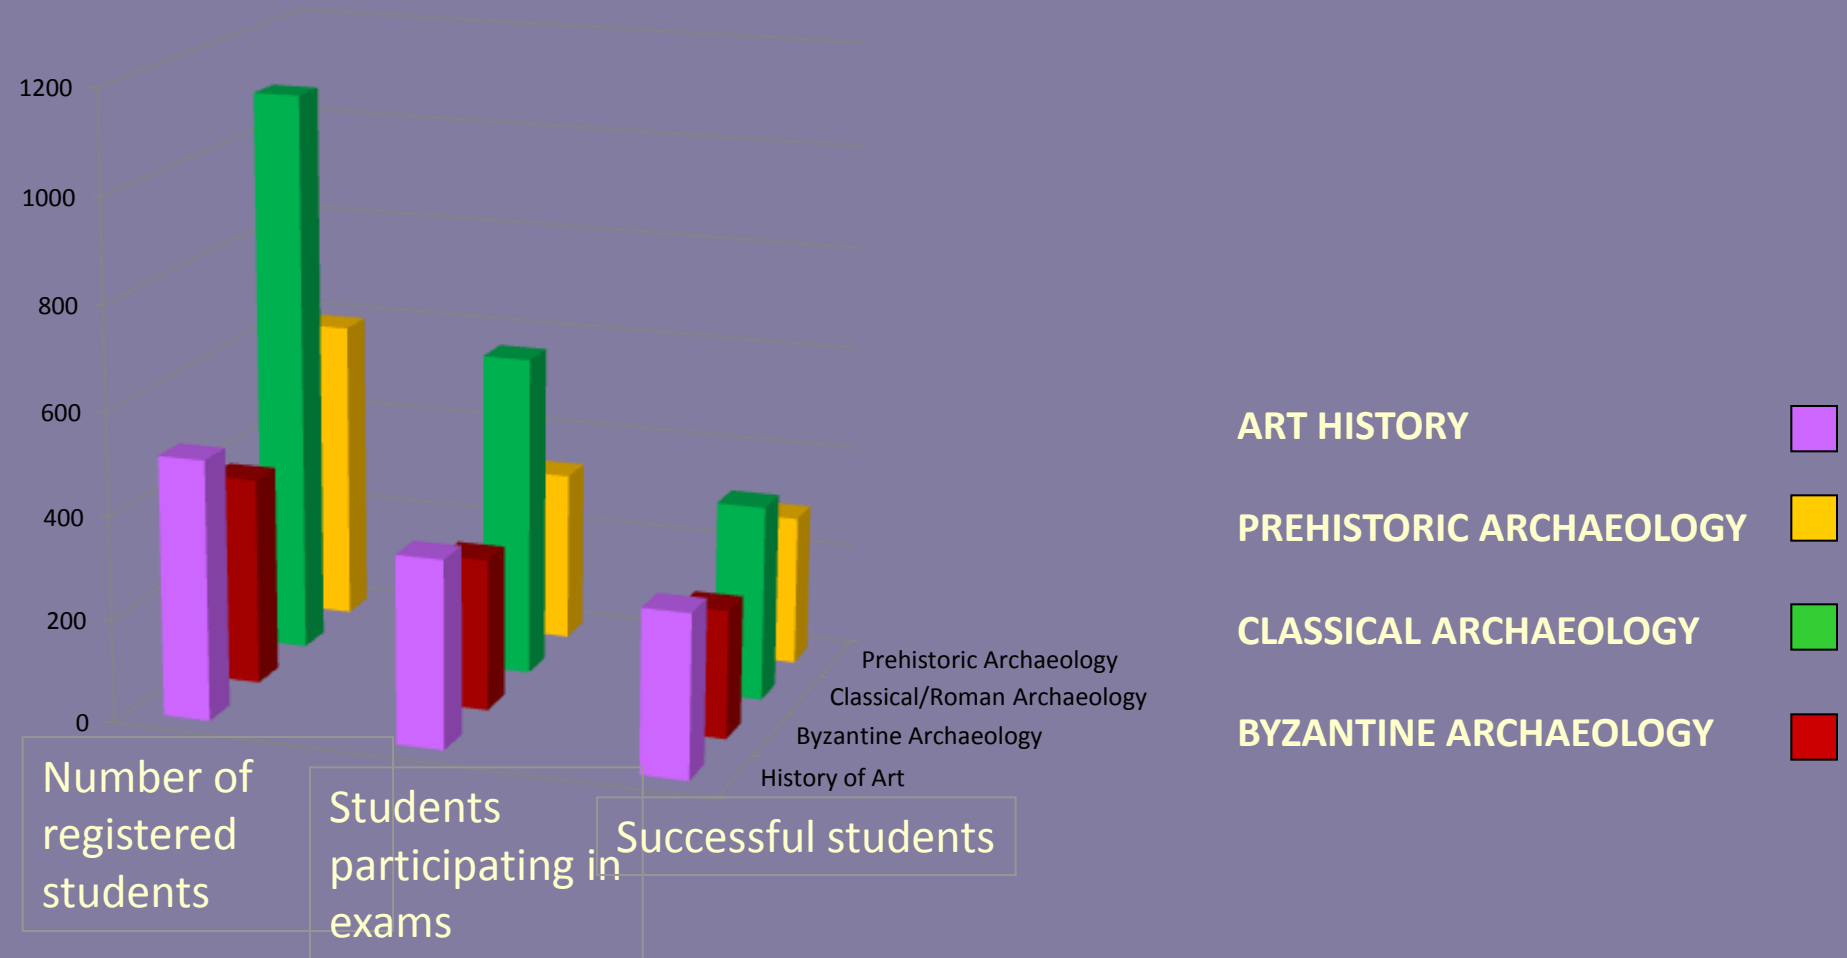 1200
1000
800
600
400
200
0
Prehistoric Archaeology
Classical/Roman Archaeology
Byzantine Archaeology
History of Art
Number of
registered
students
Students
participating in
exams
Successful students
ART HISTORY
PREHISTORIC ARCHAEOLOGY
CLASSICAL ARCHAEOLOGY
BYZANTINE ARCHAEOLOGY